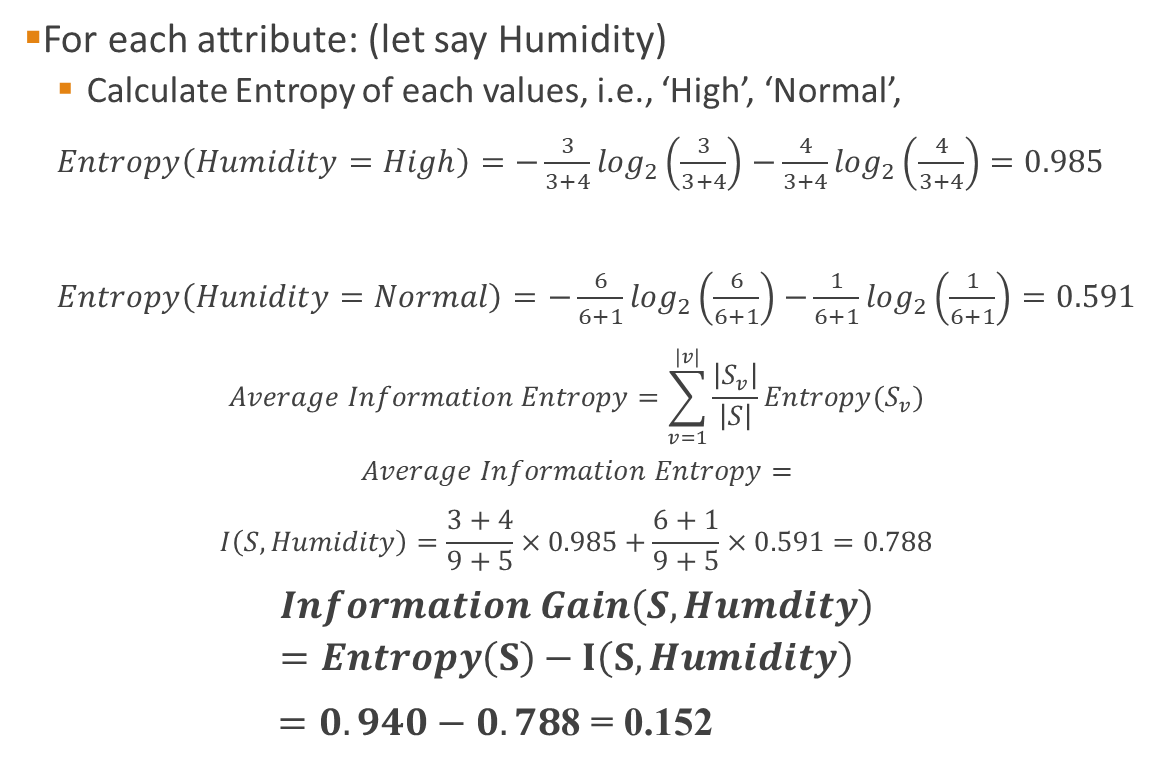 ▪For each attribute: (let say Humidity)
▪ Calculate Entropy of each values, i.e., ‘High’, ‘Normal’,
Entropy(Humidity = High) = −3/(3+4) log₂(3/(3+4)) − 4/(3+4) log₂(4/(3+4)) = 0.985
Entropy(Hunidity = Normal) = −6/(6+1) log₂(6/(6+1)) − 1/(6+1) log₂(1/(6+1)) = 0.591
Average Information Entropy = ∑_{v=1}^{|v|} |Sᵥ|/|S| Entropy(Sᵥ)
Average Information Entropy =
I(S, Humidity) = (3 + 4)/(9 + 5) × 0.985 + (6 + 1)/(9 + 5) × 0.591 = 0.788
Information Gain(S, Humdity)
= Entropy(S) − I(S, Humidity)
= 0.940 − 0.788 = 0.152